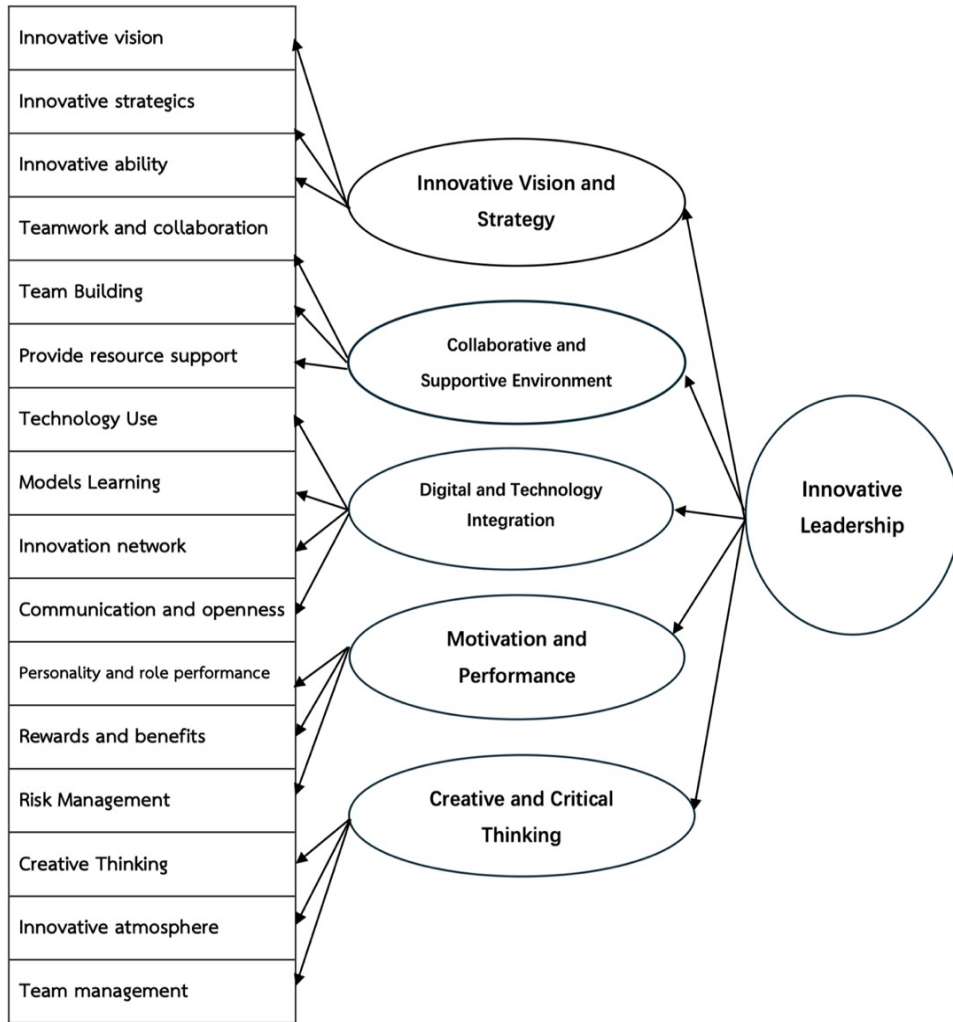 Innovative vision
Innovative strategics
Innovative ability
Teamwork and collaboration
Team Building
Provide resource support
Technology Use
Models Learning
Innovation network
Communication and openness
Personality and role performance
Rewards and benefits
Risk Management
Creative Thinking
Innovative atmosphere
Team management
Innovative Vision and
Strategy
Collaborative and
Supportive Environment
Digital and Technology
Integration
Motivation and
Performance
Creative and Critical
Thinking
Innovative
Leadership